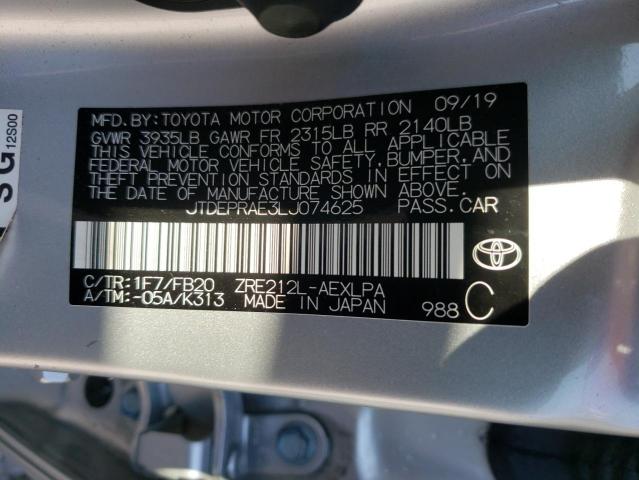 MFD.BY:TOYOTA MOTOR CORPORATION 09/19
GVWR 3935LB GAWR FR 2315LB RR 2140LB
THIS VEHICLE CONFORMS TO ALL APPLICABLE
FEDERAL MOTOR VEHICLE SAFETY,BUMPER,AND
THEFT PREVENTION STANDARDS IN EFFECT ON
THE DATE OF MANUFACTURE SHOWN ABOVE.
JTDEPRAE3LJ074625 PASS.CAR
C/TR:1F7/FB20 ZRE212L-AEXLPA
A/TM:-05A/K313 MADE IN JAPAN 988 C
SG
12S00